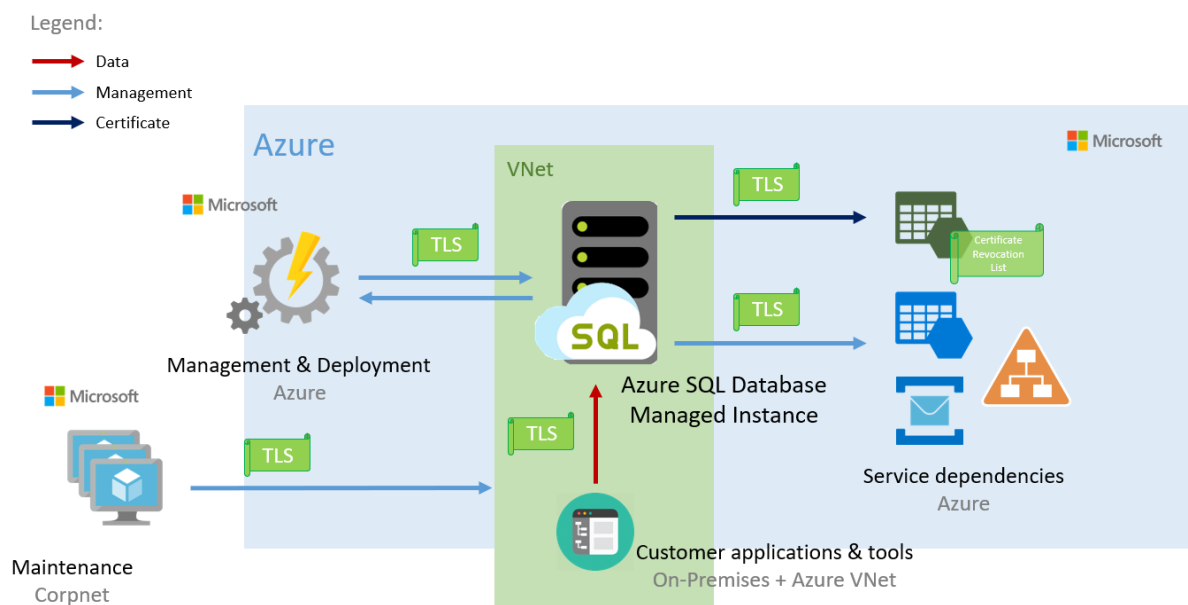 Legend:
Data
Management
Certificate
Azure
Microsoft
VNet
TLS
Microsoft
TLS
Certificate
Revocation
List
TLS
SQL
Management & Deployment
Azure
Azure SQL Database
Managed Instance
Microsoft
TLS
TLS
Service dependencies
Azure
Customer applications & tools
On-Premises + Azure VNet
Maintenance
Corpnet